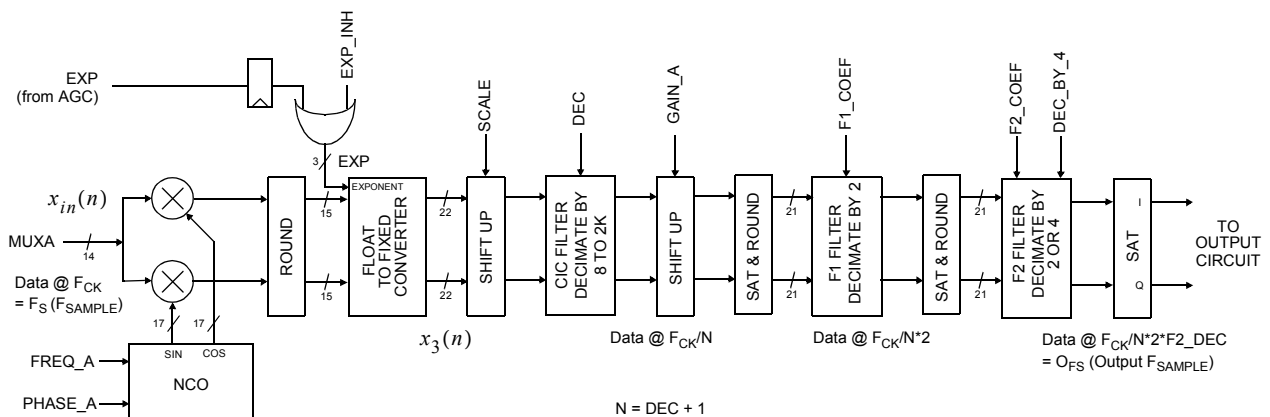 EXP
(from AGC)
EXP_INH
3
EXP
SCALE
DEC
GAIN_A
F1_COEF
F2_COEF
DEC_BY_4
x_in(n)
MUXA
14
Data @ F_CK
= F_S (F_SAMPLE)
ROUND
15
15
EXPONENT
FLOAT
TO FIXED
CONVERTER
22
22
SHIFT UP
CIC FILTER
DECIMATE BY
8 TO 2K
SHIFT UP
SAT & ROUND
21
21
F1 FILTER
DECIMATE BY 2
SAT & ROUND
21
21
F2 FILTER
DECIMATE BY
2 OR 4
I
Q
SAT
TO
OUTPUT
CIRCUIT
17
17
SIN
COS
NCO
FREQ_A
PHASE_A
x_3(n)
Data @ F_CK/N
Data @ F_CK/N*2
Data @ F_CK/N*2*F2_DEC
= O_FS (Output F_SAMPLE)
N = DEC + 1